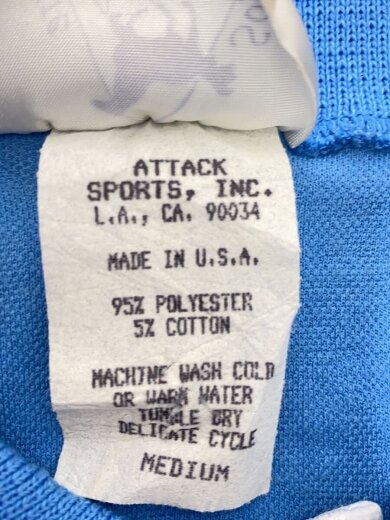 ATTACK
SPORTS, INC.
L.A., CA. 90034
MADE IN U.S.A.
95% POLYESTER
5% COTTON
MACHINE WASH COLD
OR WARM WATER
TUMBLE DRY
DELICATE CYCLE
MEDIUM